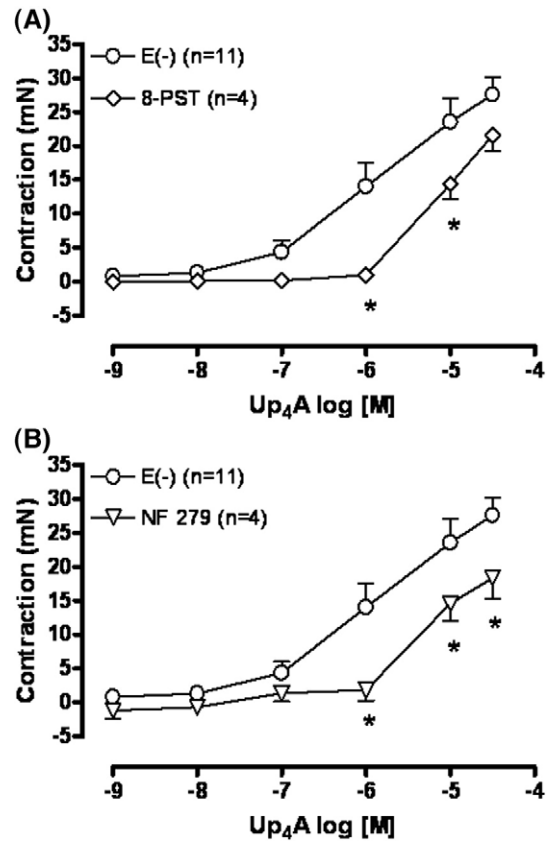 (A)
E(-) (n=11)
8-PST (n=4)
Contraction (mN)
35
30
25
20
15
10
5
0
-5
*
*
-9 -8 -7 -6 -5 -4
Up₄A log [M]
(B)
E(-) (n=11)
NF 279 (n=4)
Contraction (mN)
35
30
25
20
15
10
5
0
-5
*
*
*
-9 -8 -7 -6 -5 -4
Up₄A log [M]